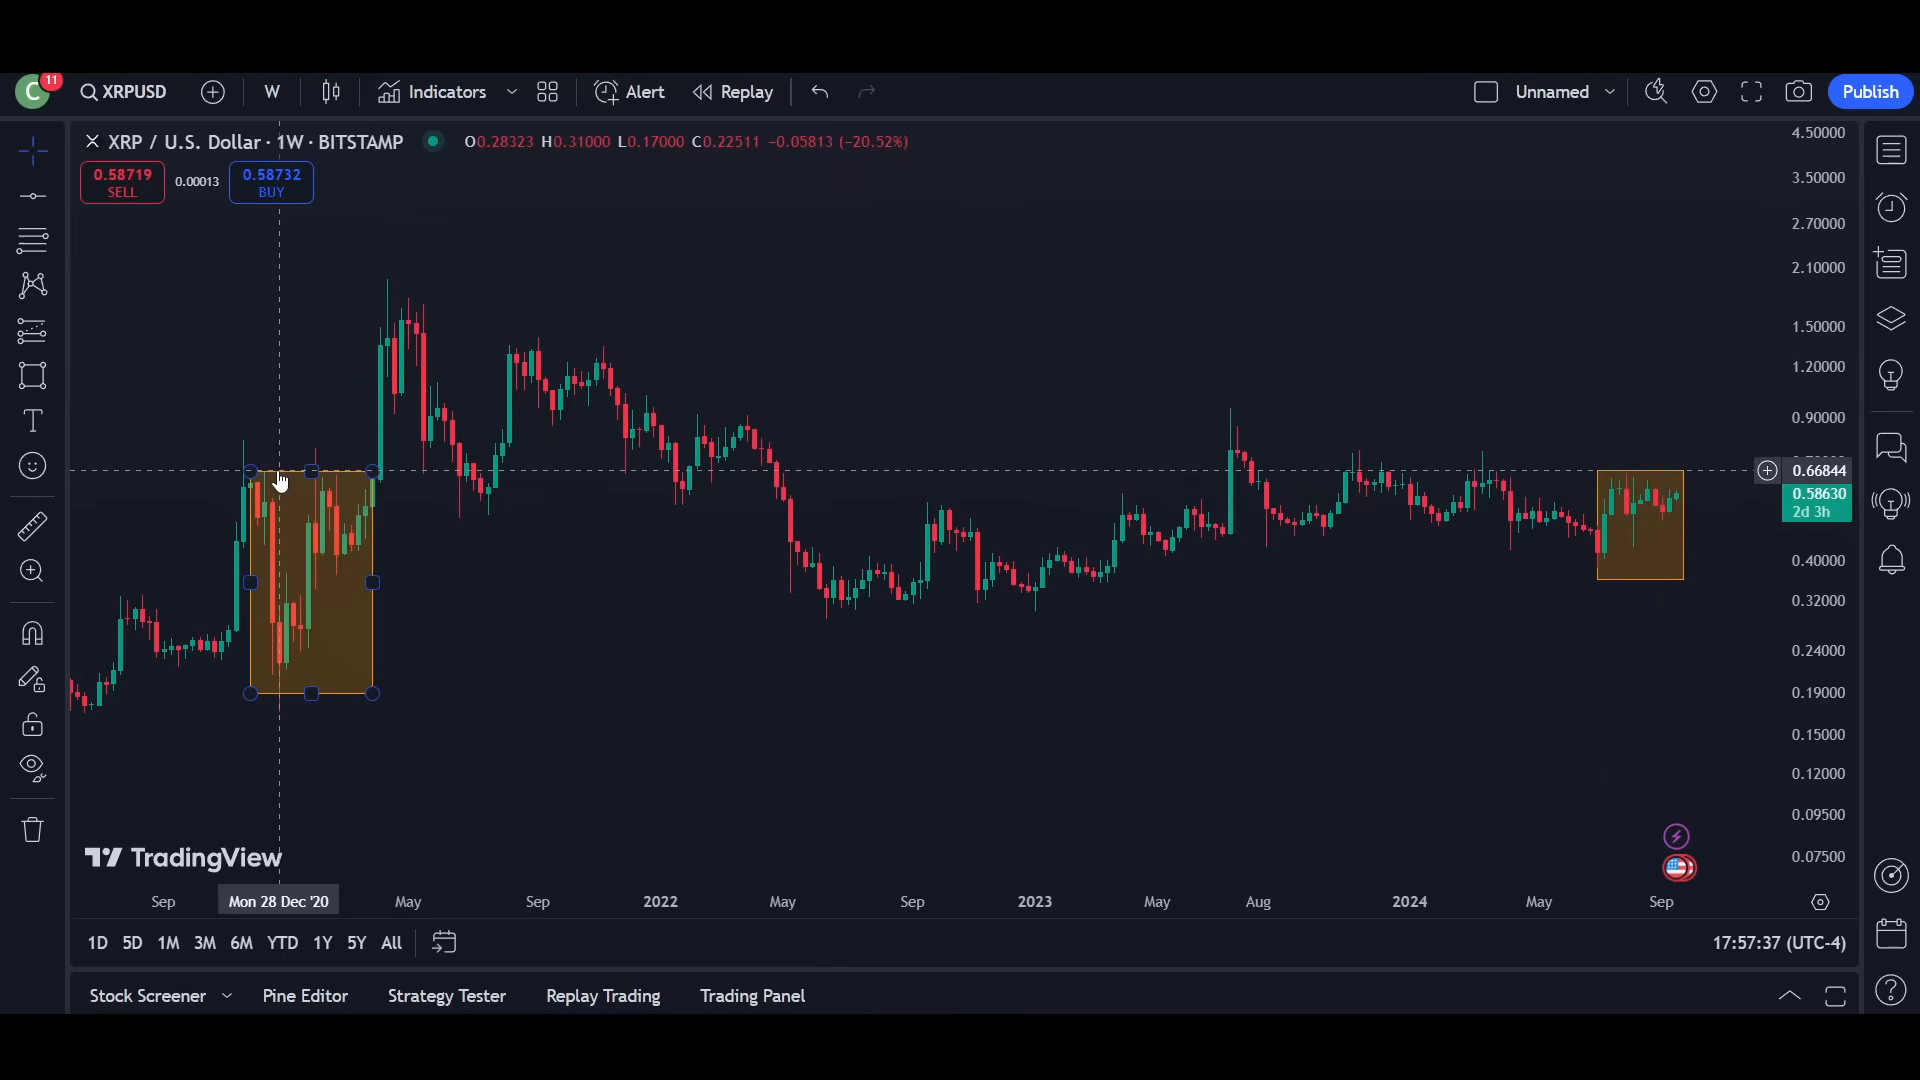 C 11 XRPUSD W Indicators Alert Replay Unnamed Publish
XRP / U.S. Dollar · 1W · BITSTAMP O0.28323 H0.31000 L0.17000 C0.22511 −0.05813 (−20.52%)
0.58719 SELL 0.00013 0.58732 BUY
4.50000
3.50000
2.70000
2.10000
1.50000
1.20000
0.90000
0.66844
0.58630
2d 3h
0.40000
0.32000
0.24000
0.19000
0.15000
0.12000
0.09500
0.07500
TradingView
Sep Mon 28 Dec '20 May Sep 2022 May Sep 2023 May Aug 2024 May Sep
1D 5D 1M 3M 6M YTD 1Y 5Y All 17:57:37 (UTC-4)
Stock Screener Pine Editor Strategy Tester Replay Trading Trading Panel